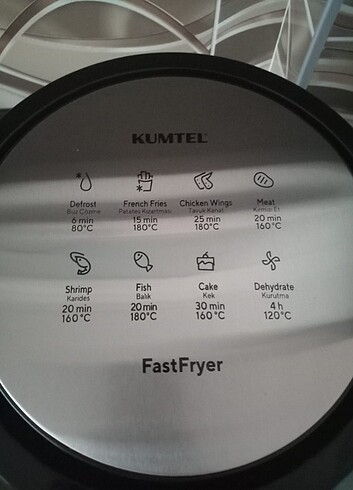 KUMTEL
Defrost French Fries Chicken Wings Meat
Buz Çözme Patates Kızartması Tavuk Kanat Kırmızı Et
6 min 15 min 25 min 20 min
80°C 180°C 180°C 160°C
Shrimp Fish Cake Dehydrate
Karides Balık Kek Kurutma
20 min 20 min 30 min 4 h
160°C 180°C 160°C 120°C
FastFryer